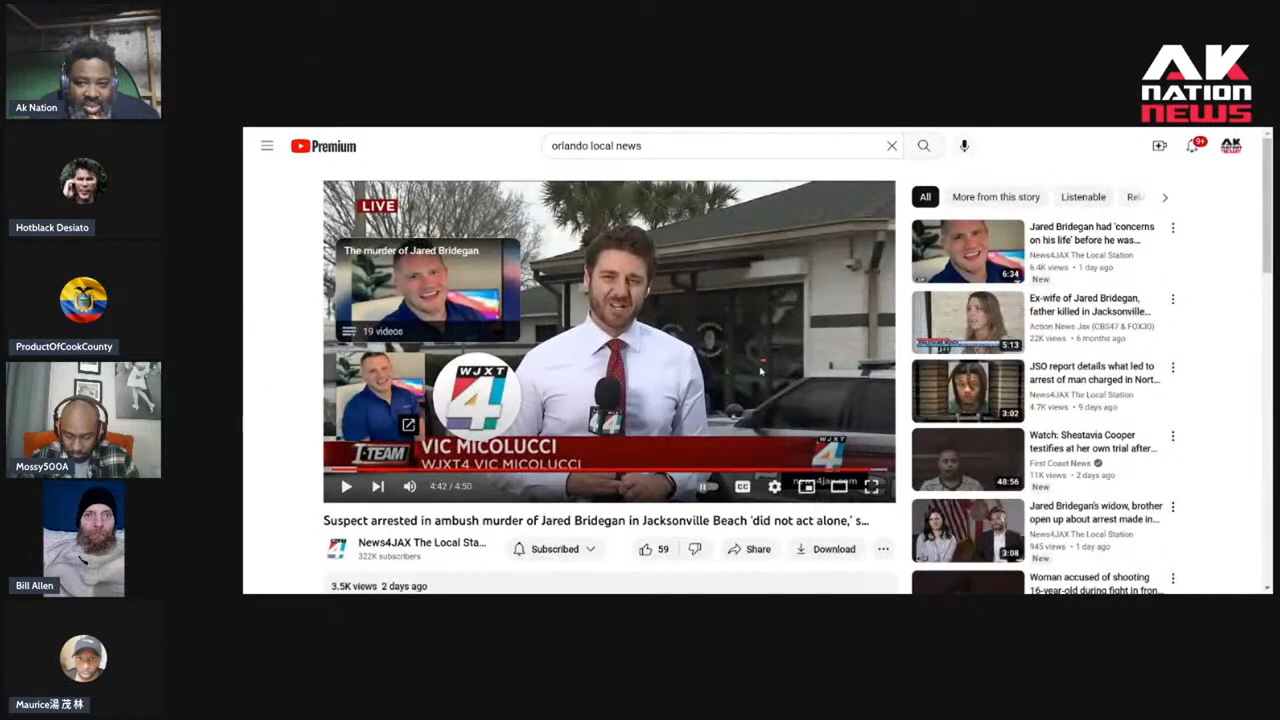 Ak Nation
Hotblack Desiato
ProductOfCookCounty
Mossy500A
Bill Allen
Maurice湯茂林
AK
NATION
NEWS
Premium
orlando local news
9+
LIVE
The murder of Jared Bridegan
19 videos
WJXT
4
I-TEAM
VIC MICOLUCCI
WJXT4 VIC MICOLUCCI
WJXT
4
news4jax.com
4:42 / 4:50
CC
Suspect arrested in ambush murder of Jared Bridegan in Jacksonville Beach 'did not act alone,' s...
News4JAX The Local Sta...
322K subscribers
Subscribed
59
Share
Download
3.5K views 2 days ago
All
More from this story
Listenable
Rel
Jared Bridegan had 'concerns
on his life' before he was...
News4JAX The Local Station
6.4K views • 1 day ago
New
6:34
Ex-wife of Jared Bridegan,
father killed in Jacksonville...
Action News Jax (CBS47 & FOX30)
22K views • 6 months ago
5:13
JSO report details what led to
arrest of man charged in Nort...
News4JAX The Local Station
4.7K views • 9 days ago
3:02
Watch: Sheatavia Cooper
testifies at her own trial after...
First Coast News
11K views • 2 days ago
New
48:56
Jared Bridegan's widow, brother
open up about arrest made in...
News4JAX The Local Station
945 views • 1 day ago
New
3:08
Woman accused of shooting
16-year-old during fight in fron...